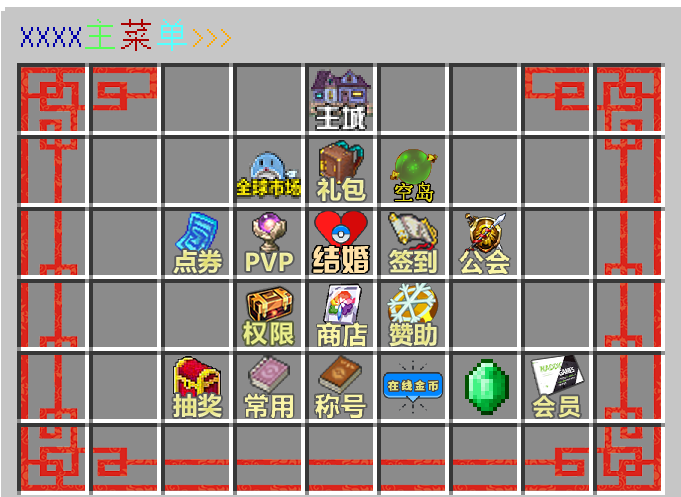 XXXX主菜单>>>
主城
全球市场 礼包 空岛
点券 PVP 结婚 签到 公会
权限 商店 赞助
抽奖 常用 称号 在线金币 会员